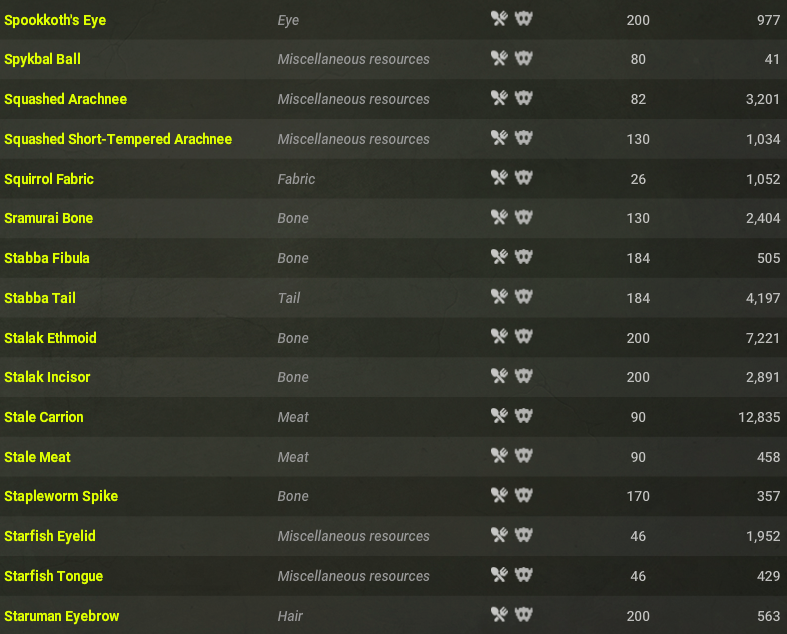 Spookkoth's Eye Eye 200 977
Spykbal Ball Miscellaneous resources 80 41
Squashed Arachnee Miscellaneous resources 82 3,201
Squashed Short-Tempered Arachnee Miscellaneous resources 130 1,034
Squirrol Fabric Fabric 26 1,052
Sramurai Bone Bone 130 2,404
Stabba Fibula Bone 184 505
Stabba Tail Tail 184 4,197
Stalak Ethmoid Bone 200 7,221
Stalak Incisor Bone 200 2,891
Stale Carrion Meat 90 12,835
Stale Meat Meat 90 458
Stapleworm Spike Bone 170 357
Starfish Eyelid Miscellaneous resources 46 1,952
Starfish Tongue Miscellaneous resources 46 429
Staruman Eyebrow Hair 200 563